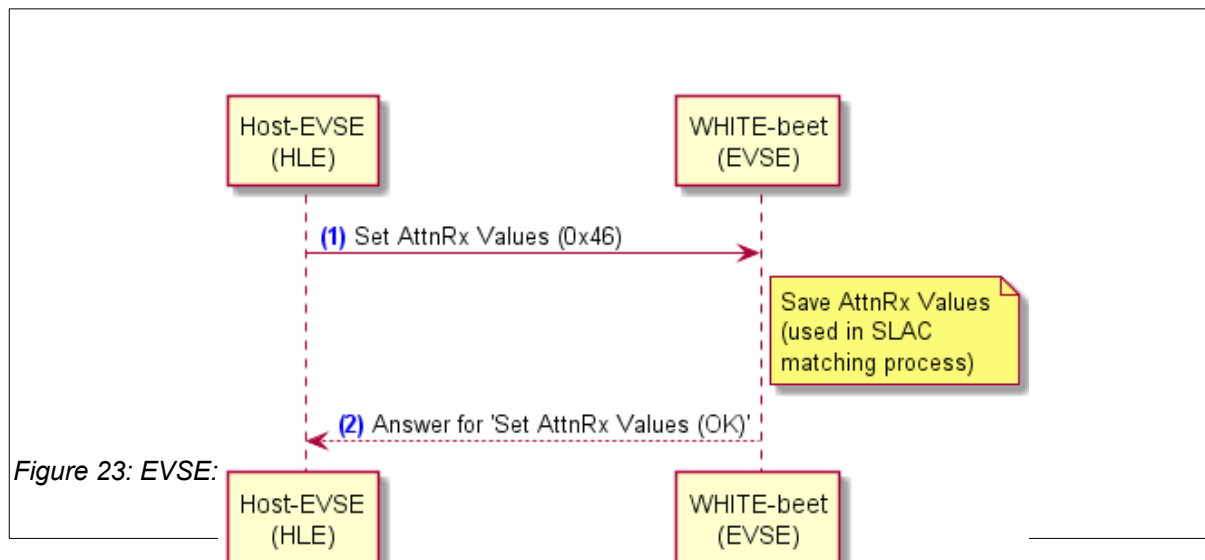 Host-EVSE
(HLE)
WHITE-beet
(EVSE)
(1) Set AttnRx Values (0x46)
Save AttnRx Values
(used in SLAC
matching process)
(2) Answer for 'Set AttnRx Values (OK)'
Figure 23: EVSE:
Host-EVSE
(HLE)
WHITE-beet
(EVSE)